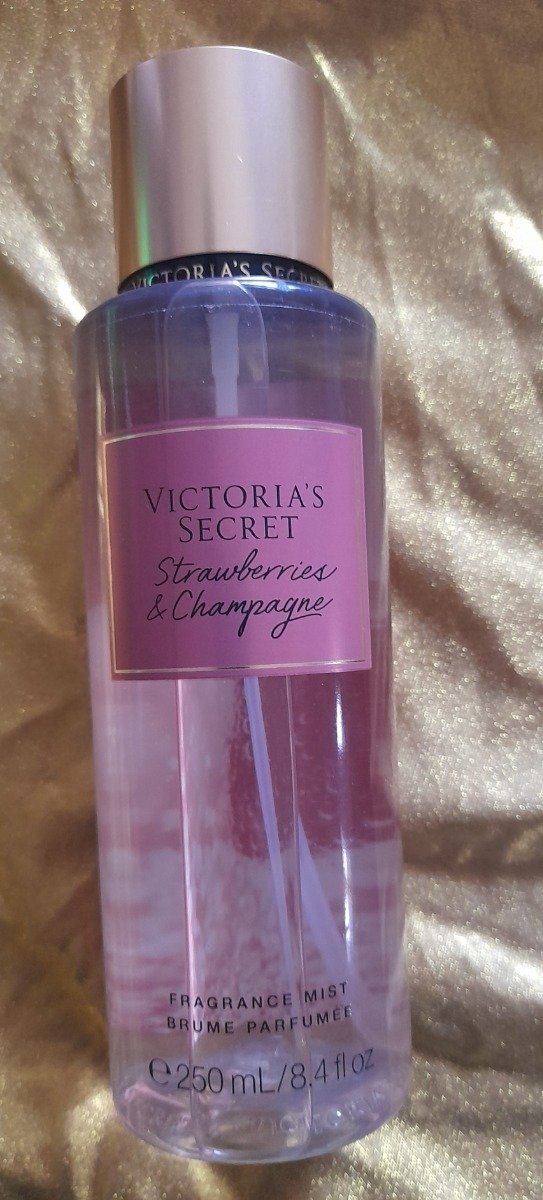 VICTORIA'S SECRET
VICTORIA'S
SECRET
Strawberries
& Champagne
FRAGRANCE MIST
BRUME PARFUMÉE
℮250 mL/8.4 fl oz